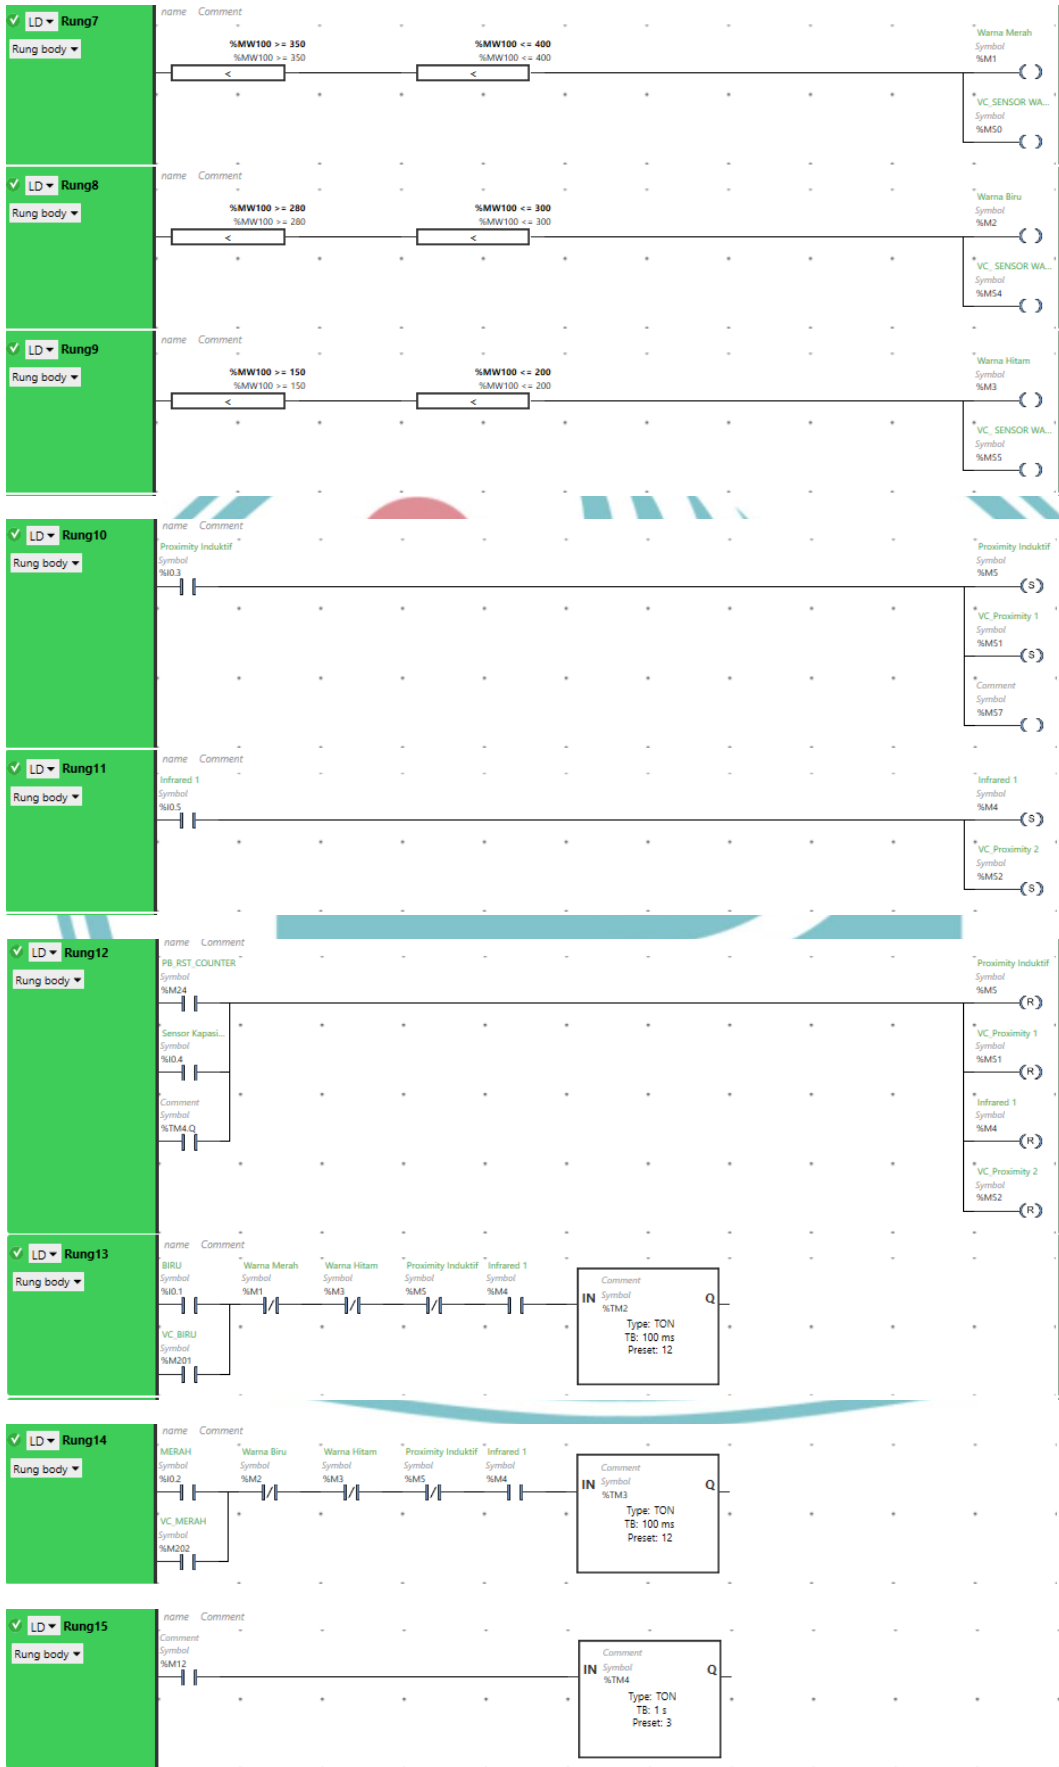 name Comment
LD Rung7
Rung body
%MW100 >= 350
%MW100 >= 350
<
%MW100 <= 400
%MW100 <= 400
<
Warna Merah
Symbol
%M1
VC_SENSOR WA...
Symbol
%M50
name Comment
LD Rung8
Rung body
%MW100 >= 280
%MW100 >= 280
<
%MW100 <= 300
%MW100 <= 300
<
Warna Biru
Symbol
%M2
VC_ SENSOR WA...
Symbol
%M54
name Comment
LD Rung9
Rung body
%MW100 >= 150
%MW100 >= 150
<
%MW100 <= 200
%MW100 <= 200
<
Warna Hitam
Symbol
%M3
VC_ SENSOR WA...
Symbol
%M55
name Comment
LD Rung10
Rung body
Proximity Induktif
Symbol
%I0.3
Proximity Induktif
Symbol
%M5
S
VC_Proximity 1
Symbol
%M51
S
Comment
Symbol
%M57
name Comment
LD Rung11
Rung body
Infrared 1
Symbol
%I0.5
Infrared 1
Symbol
%M4
S
VC_Proximity 2
Symbol
%M52
S
name Comment
LD Rung12
Rung body
PB_RST_COUNTER
Symbol
%M24
Sensor Kapasi...
Symbol
%I0.4
Comment
Symbol
%TM4.Q
Proximity Induktif
Symbol
%M5
R
VC_Proximity 1
Symbol
%M51
R
Infrared 1
Symbol
%M4
R
VC_Proximity 2
Symbol
%M52
R
name Comment
LD Rung13
Rung body
BIRU
Symbol
%I0.1
VC_BIRU
Symbol
%M201
Warna Merah
Symbol
%M1
Warna Hitam
Symbol
%M3
Proximity Induktif
Symbol
%M5
Infrared 1
Symbol
%M4
Comment
IN Symbol Q
%TM2
Type: TON
TB: 100 ms
Preset: 12
name Comment
LD Rung14
Rung body
MERAH
Symbol
%I0.2
VC_MERAH
Symbol
%M202
Warna Biru
Symbol
%M2
Warna Hitam
Symbol
%M3
Proximity Induktif
Symbol
%M5
Infrared 1
Symbol
%M4
Comment
IN Symbol Q
%TM3
Type: TON
TB: 100 ms
Preset: 12
name Comment
LD Rung15
Rung body
Comment
Symbol
%M12
Comment
IN Symbol Q
%TM4
Type: TON
TB: 1 s
Preset: 3